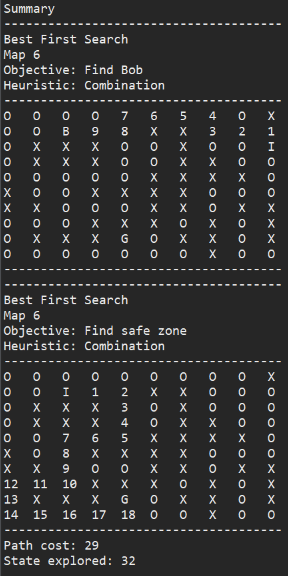 Summary
-----------------------------------
Best First Search
Map 6
Objective: Find Bob
Heuristic: Combination
-----------------------------------
O O O O 7 6 5 4 O X
O O B 9 8 X X 3 2 1
O X X X O O X O O I
O X X X O O X O O O
O O O O O X X X X O
X O O X X X X O O O
X X O O O X X O X X
O O O X X X O X O X
O X X X G O X X O X
O O O O O O O X O O
-----------------------------------
-----------------------------------
Best First Search
Map 6
Objective: Find safe zone
Heuristic: Combination
-----------------------------------
O O O O O O O O O X
O O I 1 2 X X O O O
O X X X 3 O X O O O
O X X X 4 O X O O O
O O 7 6 5 X X X X O
X O 8 X X X X O O O
X X 9 O O X X O X X
12 11 10 X X X O X O X
13 X X X G O X X O X
14 15 16 17 18 O O X O O
-----------------------------------
Path cost: 29
State explored: 32